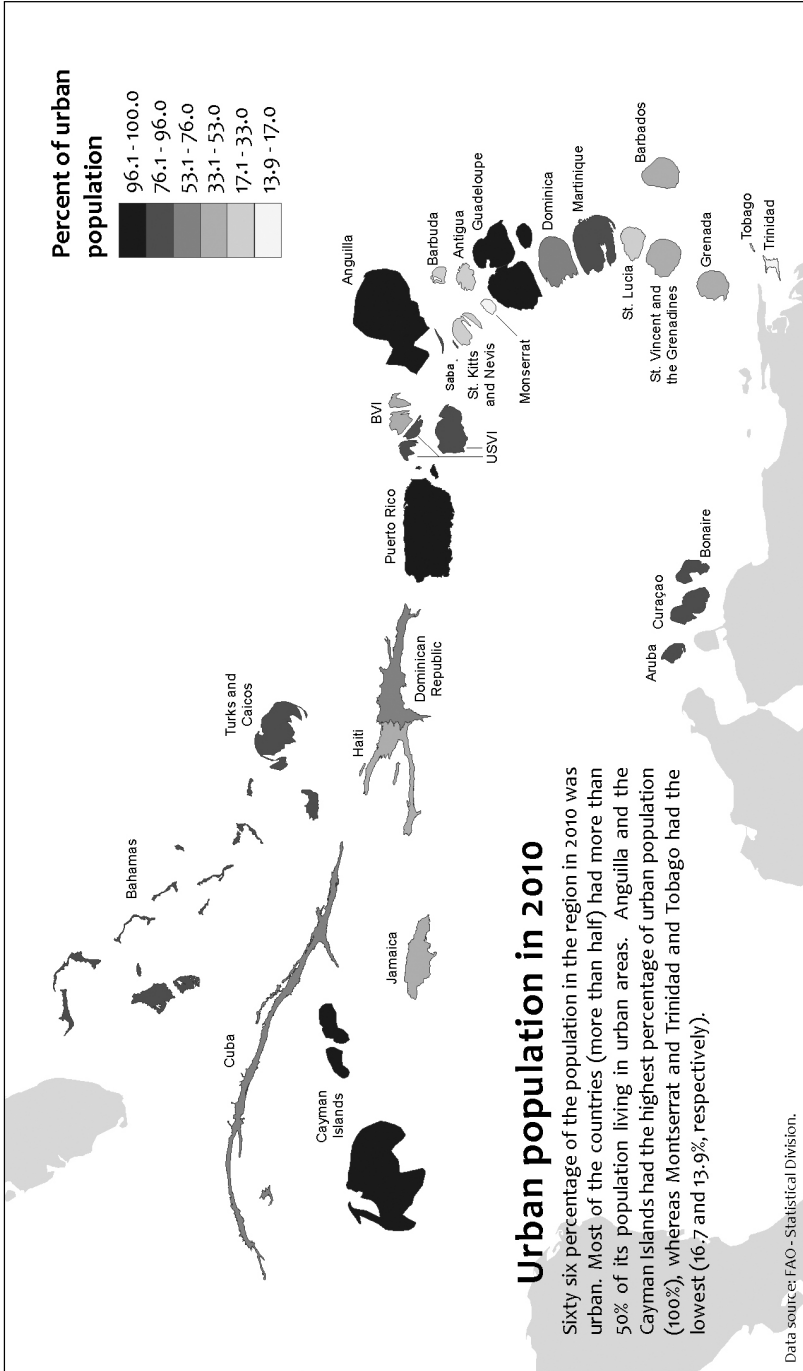 Percent of urban
population
96.1 - 100.0
76.1 - 96.0
53.1 - 76.0
33.1 - 53.0
17.1 - 33.0
13.9 - 17.0
Bahamas
Turks and
Caicos
Cuba
Cayman
Islands
Jamaica
Haiti
Dominican
Republic
Puerto Rico
BVI
USVI
Anguilla
Saba
St. Kitts
and Nevis
Monserrat
Barbuda
Antigua
Guadeloupe
Dominica
Martinique
St. Lucia
St. Vincent and
the Grenadines
Barbados
Grenada
Tobago
Trinidad
Aruba
Curaçao
Bonaire
Urban population in 2010
Sixty six percentage of the population in the region in 2010 was
urban. Most of the countries (more than half) had more than
50% of its population living in urban areas. Anguilla and the
Cayman Islands had the highest percentage of urban population
(100%), whereas Montserrat and Trinidad and Tobago had the
lowest (16.7 and 13.9%, respectively).
Data source: FAO - Statistical Division.